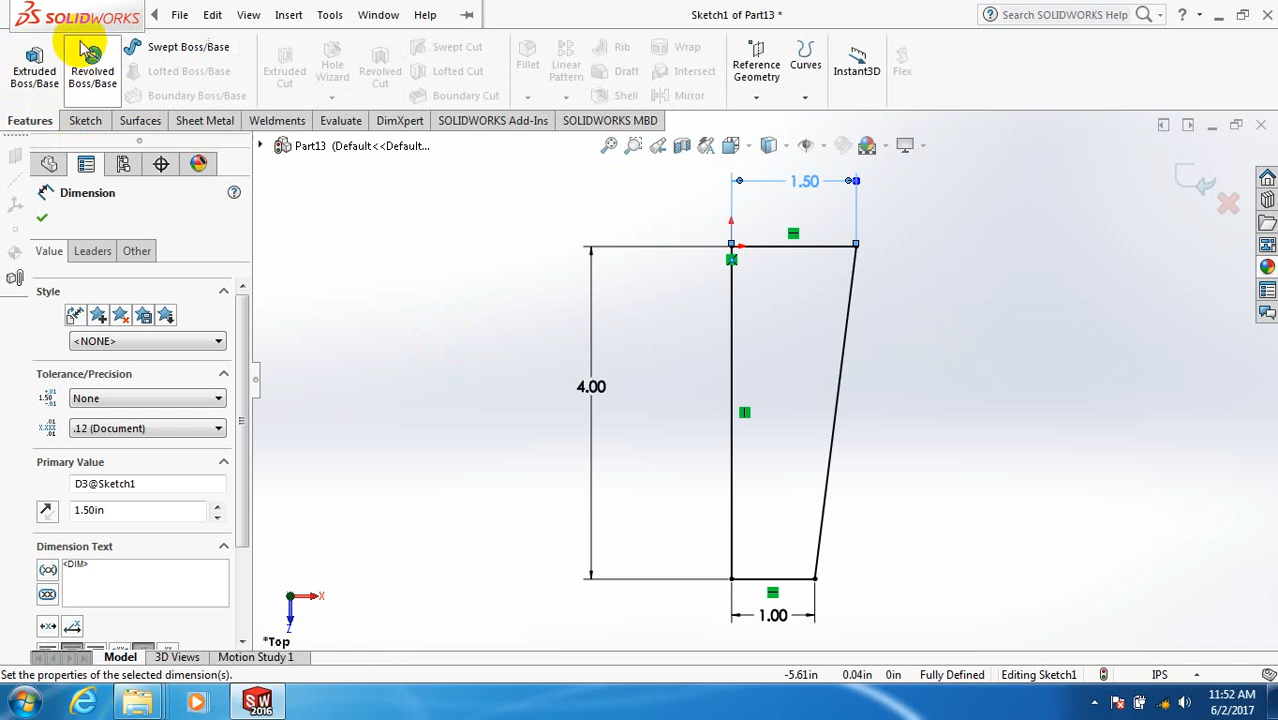 SOLIDWORKS File Edit View Insert Tools Window Help Sketch1 of Part13 * Search SOLIDWORKS Help ?
Extruded Boss/Base
Revolved Boss/Base
Swept Boss/Base
Lofted Boss/Base
Boundary Boss/Base
Extruded Cut
Hole Wizard
Revolved Cut
Swept Cut
Lofted Cut
Boundary Cut
Fillet
Linear Pattern
Rib
Draft
Shell
Wrap
Intersect
Mirror
Reference Geometry
Curves
Instant3D
Flex
Features Sketch Surfaces Sheet Metal Weldments Evaluate DimXpert SOLIDWORKS Add-Ins SOLIDWORKS MBD
Part13 (Default<<Default...
Dimension
Value Leaders Other
Style
<NONE>
Tolerance/Precision
None
.12 (Document)
Primary Value
D3@Sketch1
1.50in
Dimension Text
<DIM>
1.50
4.00
1.00
X
Z
*Top
Model 3D Views Motion Study 1
Set the properties of the selected dimension(s). -5.61in 0.04in 0in Fully Defined Editing Sketch1 IPS
SW
2016
11:52 AM
6/2/2017